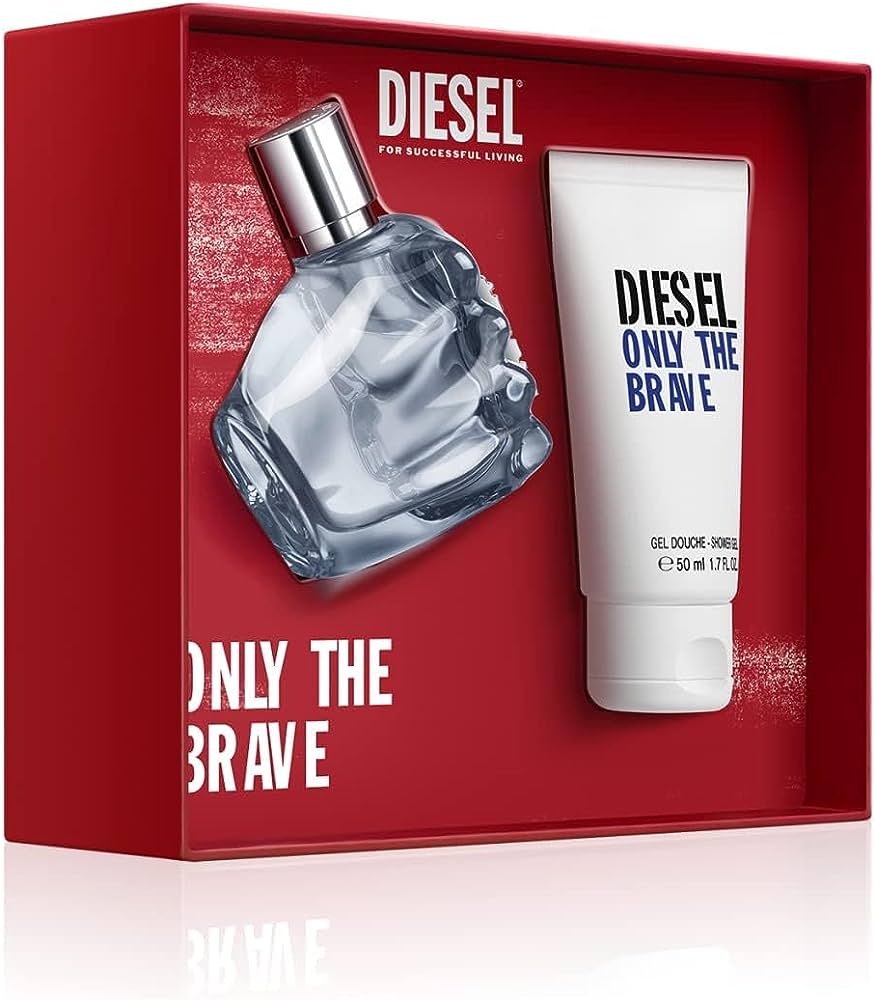 DIESEL®
FOR SUCCESSFUL LIVING
DIESEL
ONLY THE
BRAVE
GEL DOUCHE - SHOWER GEL
e 50 ml 1.7 FL OZ.
ONLY THE
BRAVE